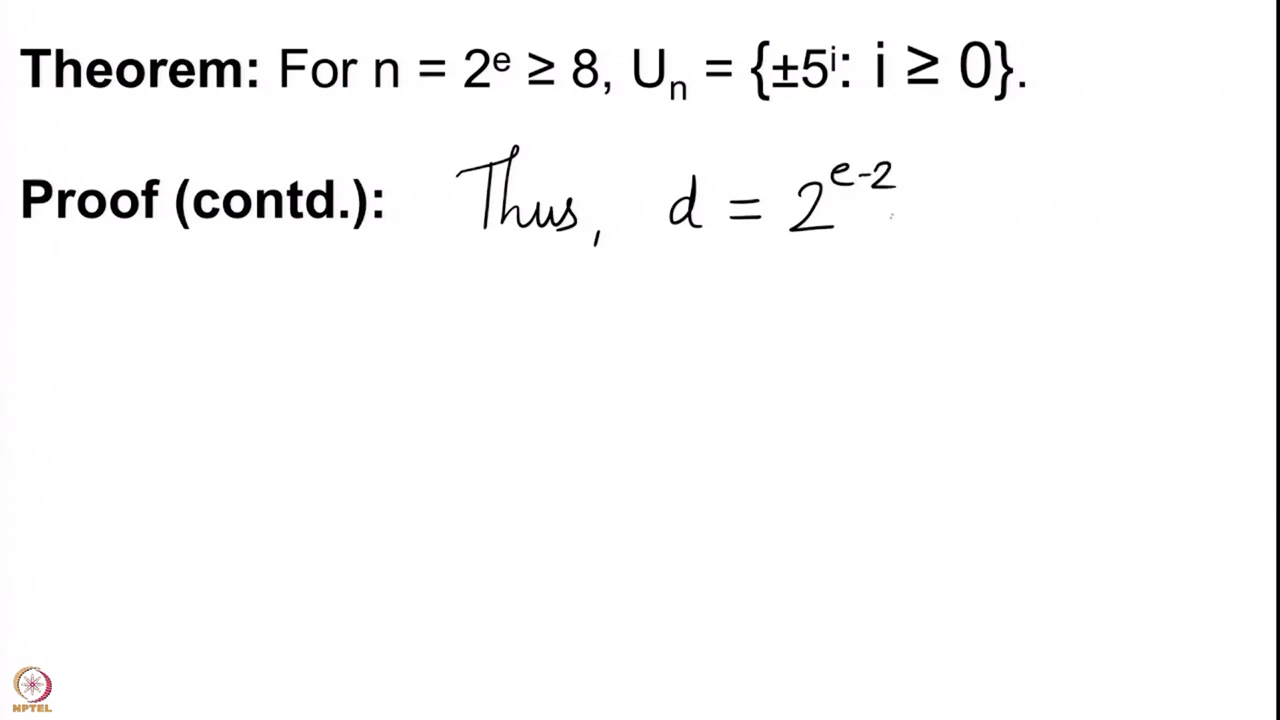 Theorem: For n = 2ᵉ ≥ 8, Uₙ = {±5ⁱ: i ≥ 0}.
Proof (contd.): Thus, d = 2ᵉ⁻²
NPTEL